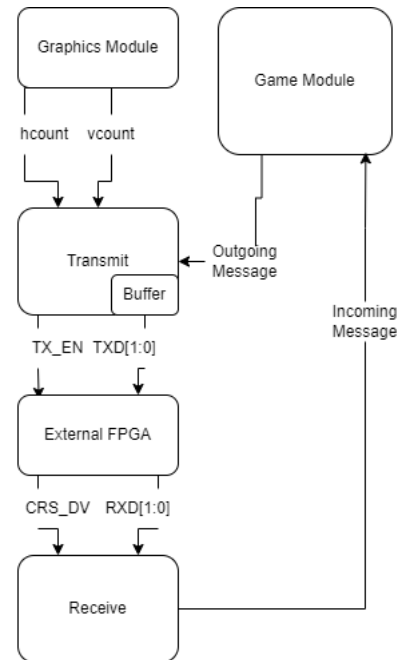 Graphics Module
Game Module
hcount vcount
Transmit
Buffer
Outgoing
Message
Incoming
Message
TX_EN TXD[1:0]
External FPGA
CRS_DV RXD[1:0]
Receive